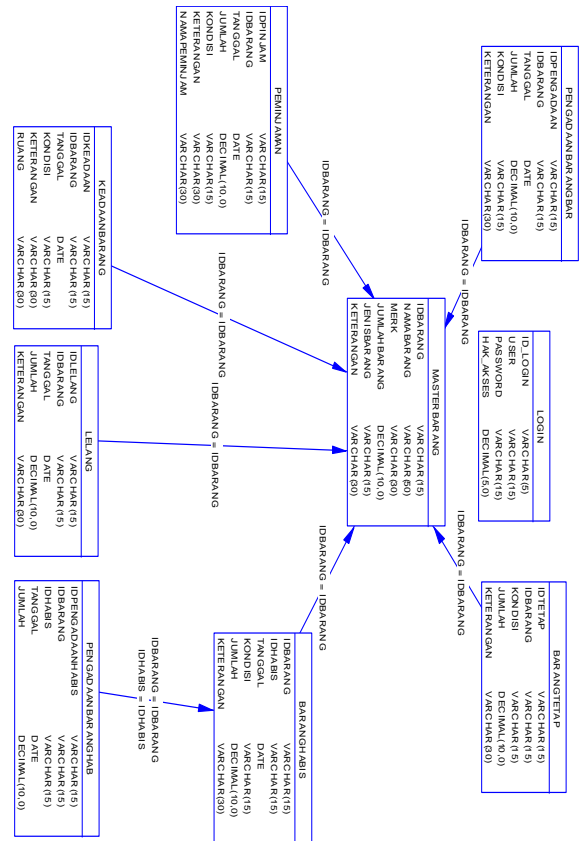 PENGADAANBARANGBAR
IDPENGADAAN VARCHAR(15)
IDBARANG VARCHAR(15)
TANGGAL DATE
JUMLAH DECIMAL(10,0)
KONDISI VARCHAR(15)
KETERANGAN VARCHAR(30)
LOGIN
ID_LOGIN VARCHAR(5)
USER VARCHAR(15)
PASSWORD VARCHAR(15)
HAK_AKSES DECIMAL(5,0)
BARANGTETAP
IDTETAP VARCHAR(15)
IDBARANG VARCHAR(15)
KONDISI VARCHAR(15)
JUMLAH DECIMAL(10,0)
KETERANGAN VARCHAR(30)
IDBARANG = IDBARANG
IDBARANG = IDBARANG
PEMINJAMAN
IDPINJAM VARCHAR(15)
IDBARANG VARCHAR(15)
TANGGAL DATE
JUMLAH DECIMAL(10,0)
KONDISI VARCHAR(15)
KETERANGAN VARCHAR(30)
NAMAPEMINJAM VARCHAR(30)
IDBARANG = IDBARANG
MASTERBARANG
IDBARANG VARCHAR(15)
NAMABARANG VARCHAR(50)
MERK VARCHAR(30)
JUMLAHBARANG DECIMAL(10,0)
JENISBARANG VARCHAR(15)
KETERANGAN VARCHAR(30)
IDBARANG = IDBARANG
BARANGHABIS
IDBARANG VARCHAR(15)
IDHABIS VARCHAR(15)
TANGGAL DATE
KONDISI VARCHAR(15)
JUMLAH DECIMAL(10,0)
KETERANGAN VARCHAR(30)
IDBARANG = IDBARANG
IDBARANG = IDBARANG
IDBARANG = IDBARANG
IDHABIS = IDHABIS
KEADAANBARANG
IDKEADAAN VARCHAR(15)
IDBARANG VARCHAR(15)
TANGGAL DATE
KONDISI VARCHAR(15)
KETERANGAN VARCHAR(30)
RUANG VARCHAR(30)
LELANG
IDLELANG VARCHAR(15)
IDBARANG VARCHAR(15)
TANGGAL DATE
JUMLAH DECIMAL(10,0)
KETERANGAN VARCHAR(30)
PENGADAANBARANGHAB
IDPENGADAANHABIS VARCHAR(15)
IDBARANG VARCHAR(15)
IDHABIS VARCHAR(15)
TANGGAL DATE
JUMLAH DECIMAL(10,0)